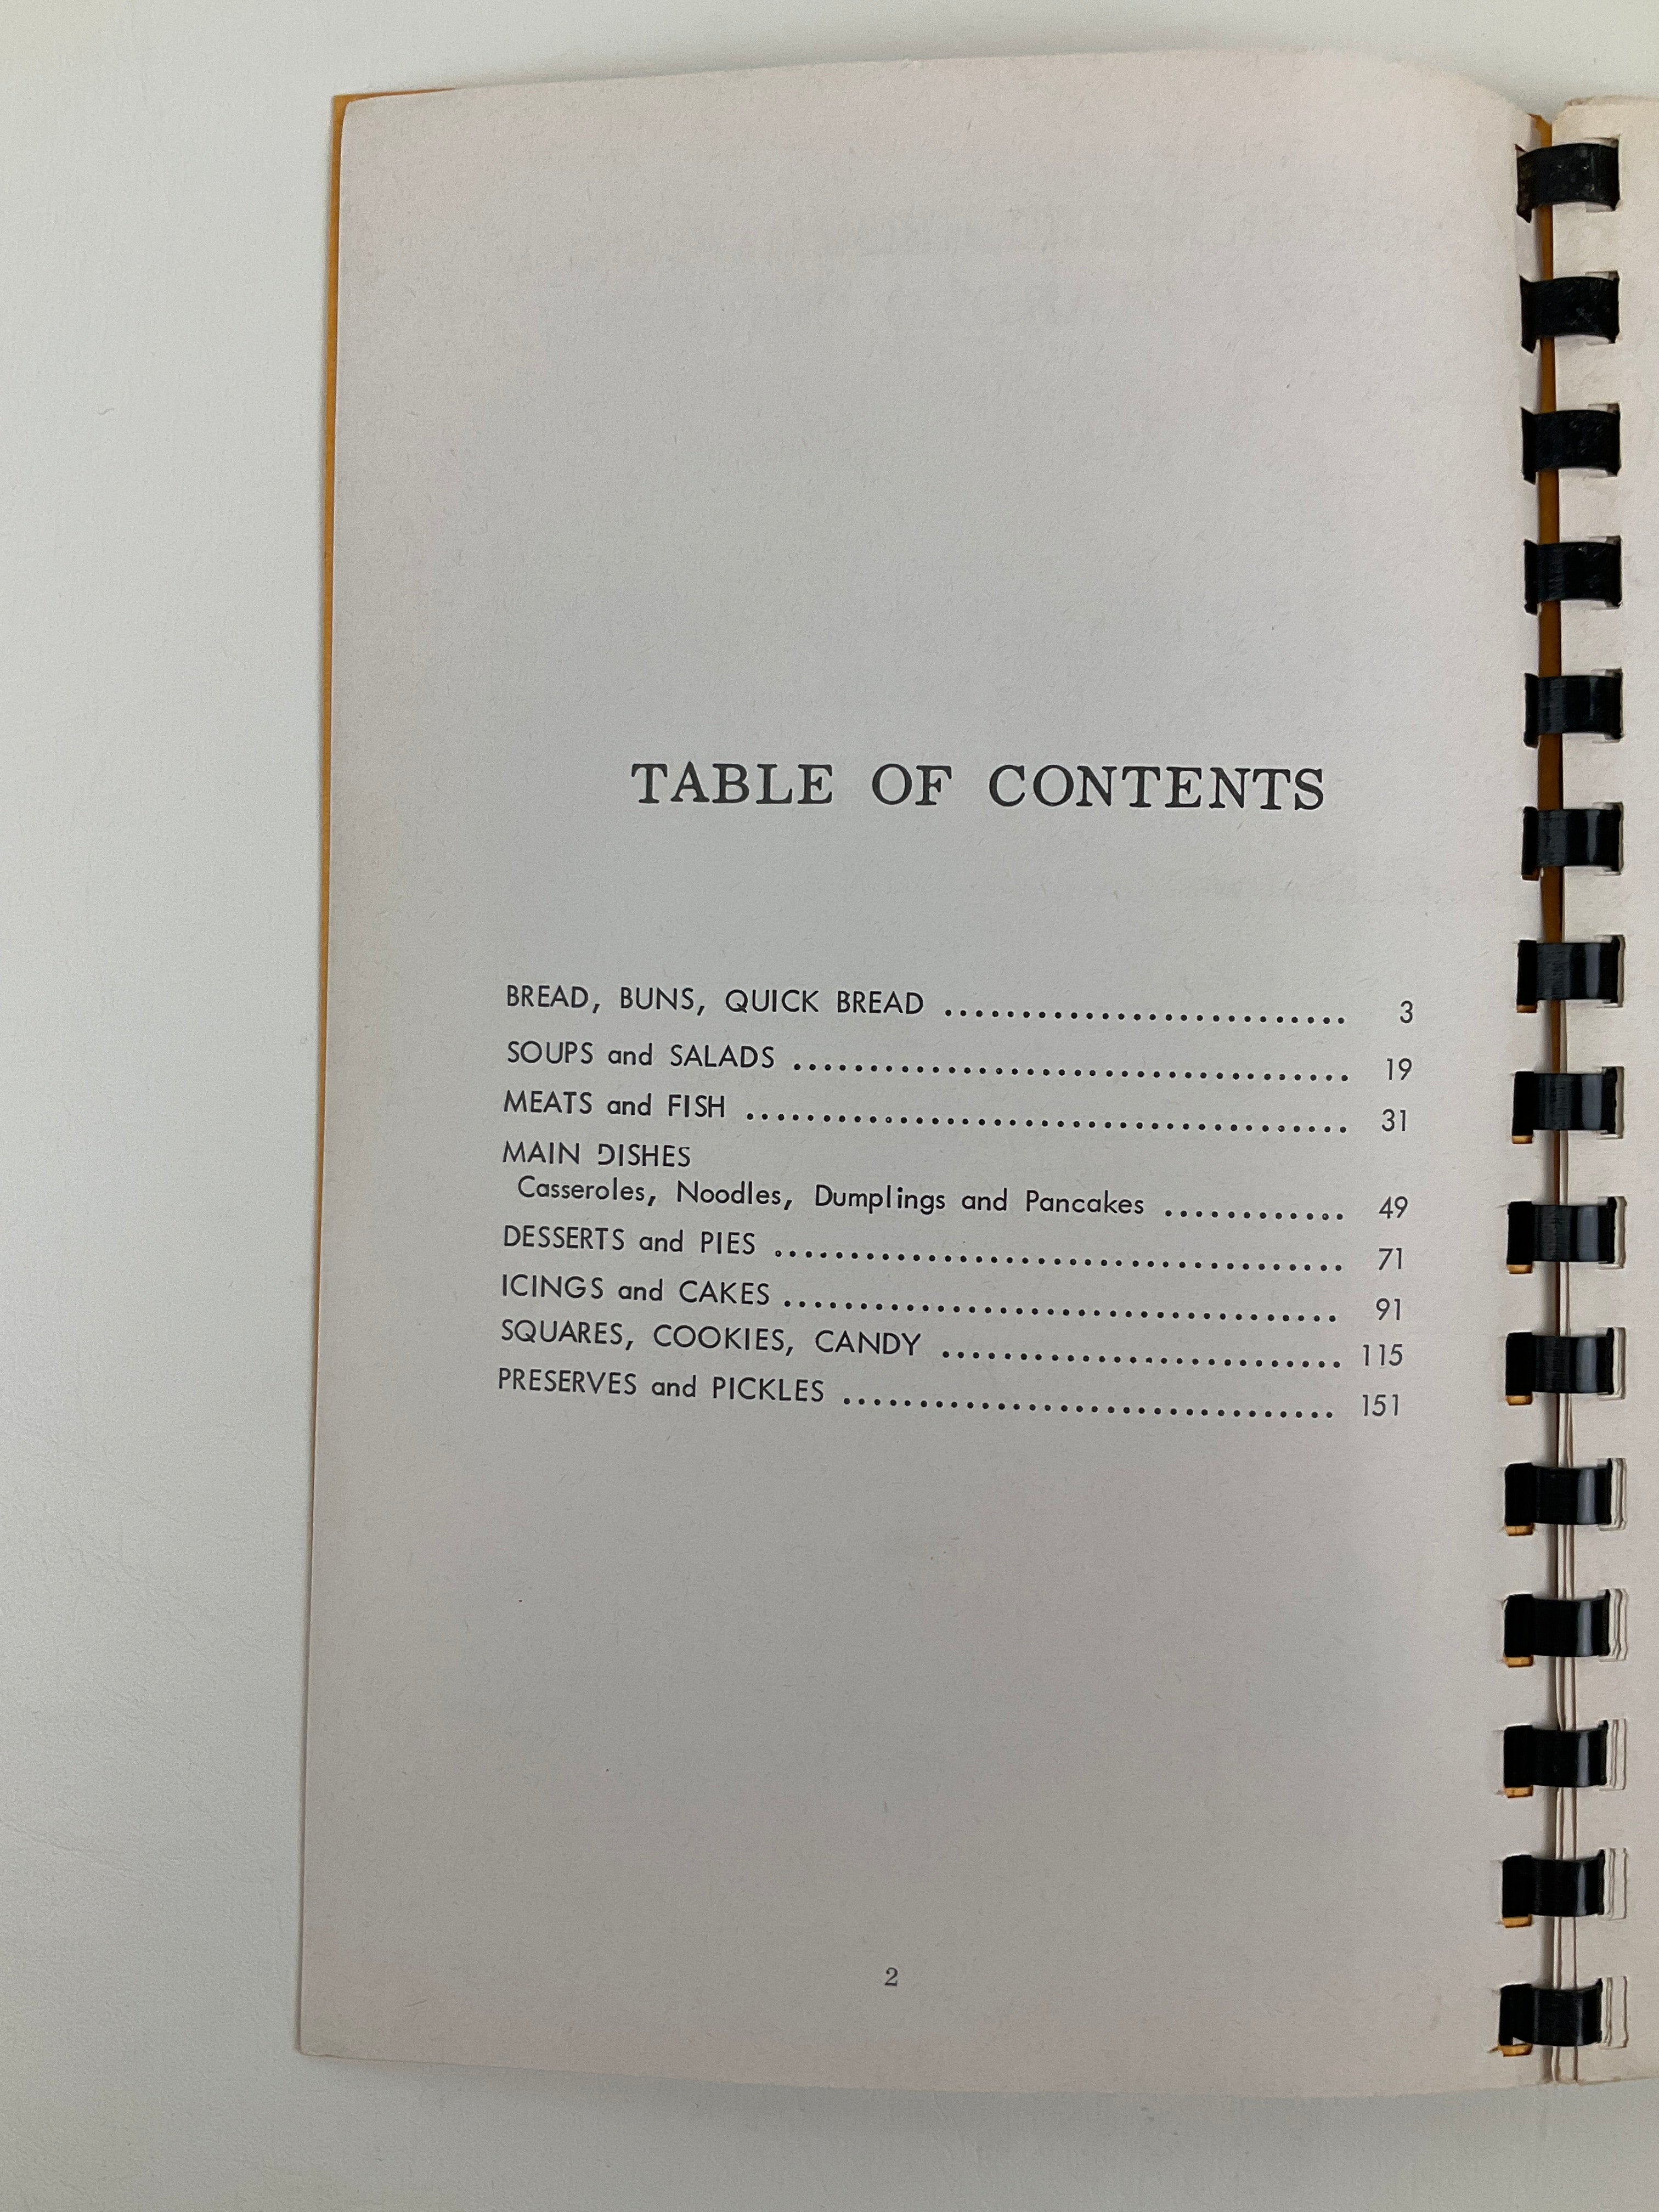 TABLE OF CONTENTS
BREAD, BUNS, QUICK BREAD ........................... 3
SOUPS and SALADS ..................................... 19
MEATS and FISH ........................................ 31
MAIN DISHES
Casseroles, Noodles, Dumplings and Pancakes ............ 49
DESSERTS and PIES ...................................... 71
ICINGS and CAKES ..................................... 91
SQUARES, COOKIES, CANDY ........................... 115
PRESERVES and PICKLES ................................. 151
2